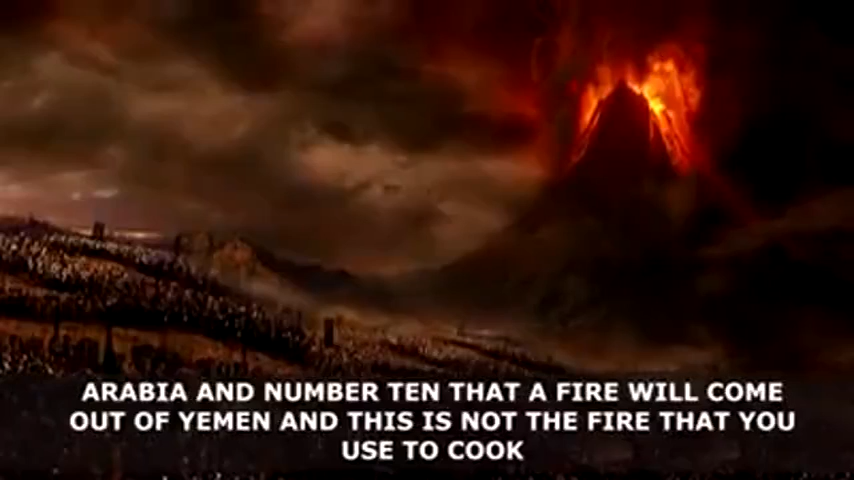 ARABIA AND NUMBER TEN THAT A FIRE WILL COME
OUT OF YEMEN AND THIS IS NOT THE FIRE THAT YOU
USE TO COOK